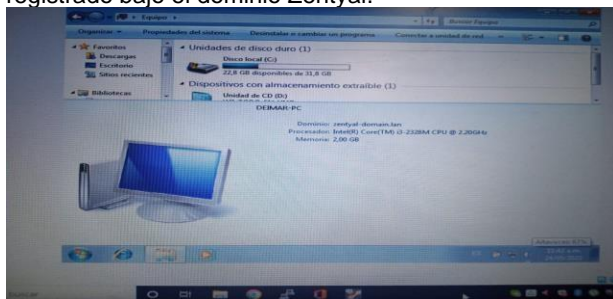 registrado bajo el dominio Zentyal.
Equipo
Buscar Equipo
Organizar
Propiedades del sistema
Desinstalar o cambiar un programa
Conectar a unidad de red
Favoritos
Descargas
Escritorio
Sitios recientes
Bibliotecas
Unidades de disco duro (1)
Disco local (C:)
22,8 GB disponibles de 31,8 GB
Dispositivos con almacenamiento extraíble (1)
Unidad de CD (D:)
DEIMAR-PC
Dominio: zentyal-domain.lan
Procesador: Intel(R) Core(TM) i3-2328M CPU @ 2.20GHz
Memoria: 2,00 GB